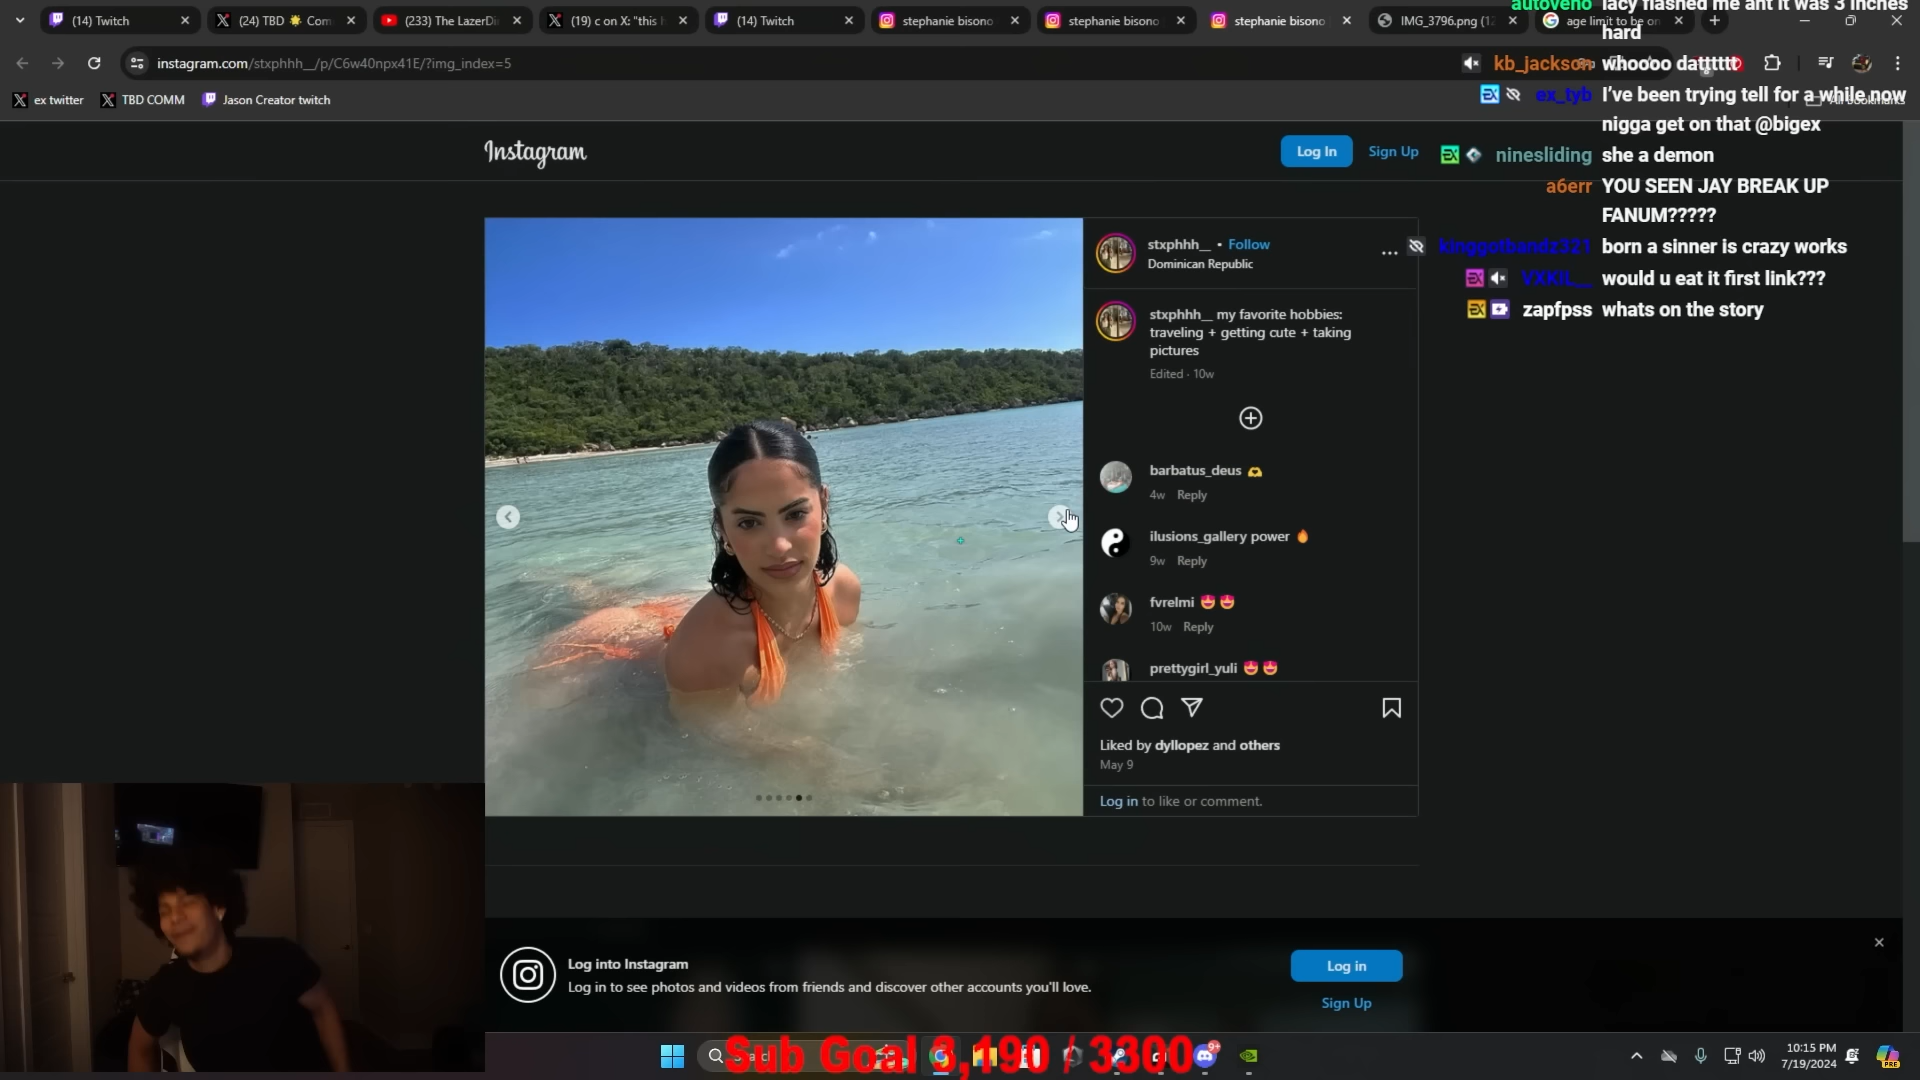 (14) Twitch
(24) TBD ☀️ Com
(233) The LazerDi
(19) c on X: "this
(14) Twitch
stephanie bisono
stephanie bisono
stephanie bisono
IMG_3796.png (12
age limit to be on
instagram.com/stxphhh__/p/C6w40npx41E/?img_index=5
ex twitter
TBD COMM
Jason Creator twitch
autoveno lacy flashed me ant it was 3 inches
hard
kb_jackson whoooo datttttt
ex_tyb I've been trying tell for a while now
nigga get on that @bigex
ninesliding she a demon
a6err YOU SEEN JAY BREAK UP
FANUM?????
kinggotbandz321 born a sinner is crazy works
would u eat it first link???
zapfpss whats on the story
Instagram
Log In
Sign Up
stxphhh__ • Follow
Dominican Republic
stxphhh__ my favorite hobbies:
traveling + getting cute + taking
pictures
Edited · 10w
barbatus_deus 🫶
4w Reply
ilusions_gallery power 🔥
9w Reply
fvrelmi 😍😍
10w Reply
prettygirl_yuli 😍😍
Liked by dyllopez and others
May 9
Log in to like or comment.
Log into Instagram
Log in to see photos and videos from friends and discover other accounts you'll love.
Log in
Sign Up
Sub Goal 3,190 / 3300
10:15 PM
7/19/2024